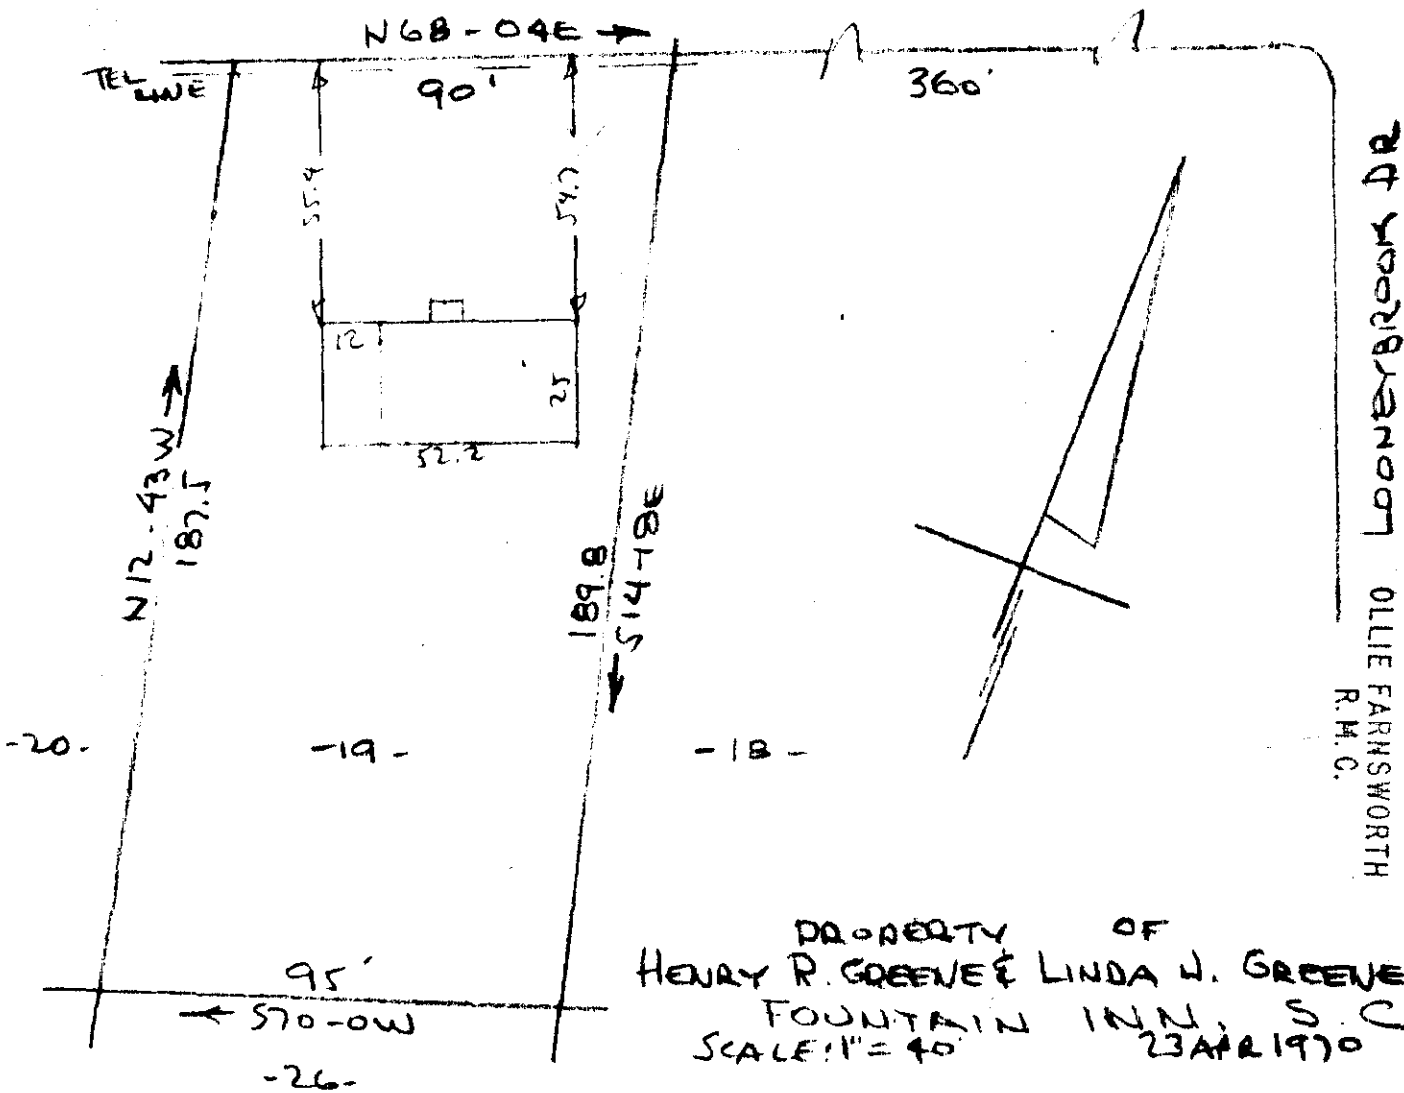 N68-04E
TEL LINE
90'
360'
55.4
54.7
12
25
52.2
N12-43W
187.5
189.8
S14-18E
-20-
-19-
-18-
OLLIE FARNSWORTH
R.M.C.
95'
S70-0W
-26-
PROPERTY OF
HENRY R. GREENE & LINDA W. GREENE
FOUNTAIN INN, S.C
SCALE: 1" = 40'
23 APR 1970